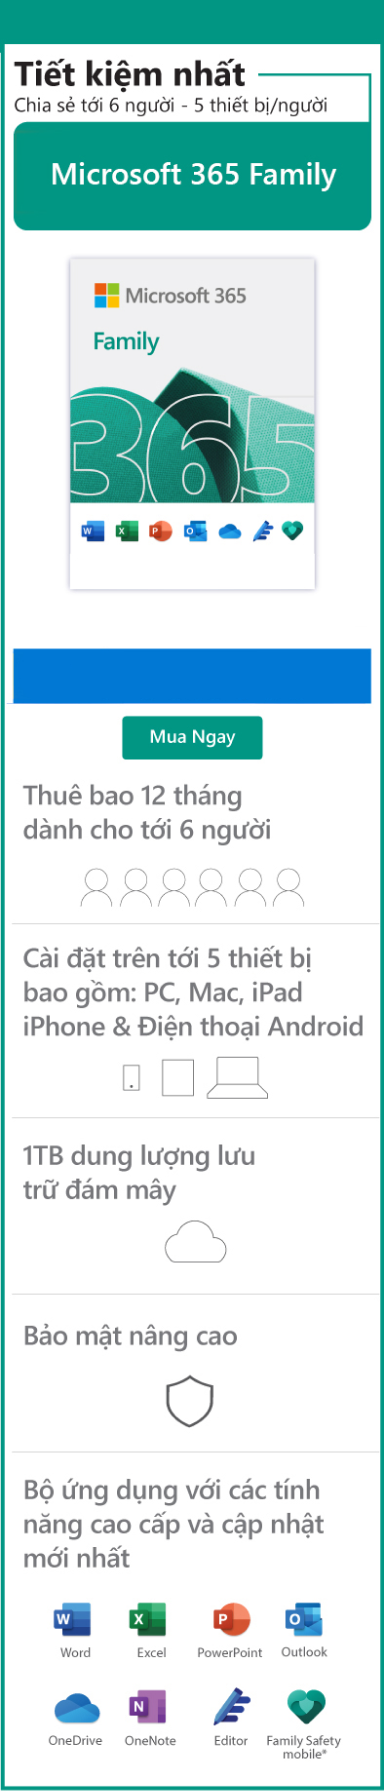 Tiết kiệm nhất
Chia sẻ tới 6 người - 5 thiết bị/người
Microsoft 365 Family
Microsoft 365
Family
365
Mua Ngay
Thuê bao 12 tháng
dành cho tới 6 người
Cài đặt trên tới 5 thiết bị
bao gồm: PC, Mac, iPad
iPhone & Điện thoại Android
1TB dung lượng lưu
trữ đám mây
Bảo mật nâng cao
Bộ ứng dụng với các tính
năng cao cấp và cập nhật
mới nhất
Word Excel PowerPoint Outlook
OneDrive OneNote Editor Family Safety
mobile*